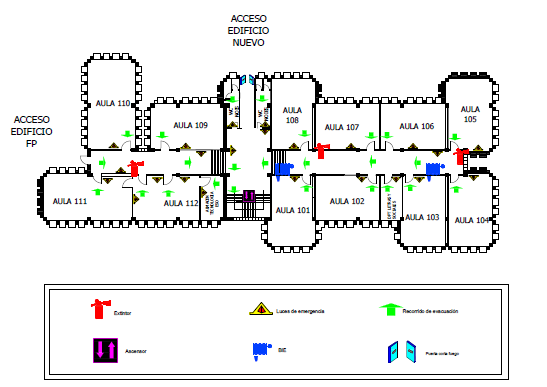 ACCESO
EDIFICIO
NUEVO
ACCESO
EDIFICIO
FP
AULA 110
AULA 109
WC
WC
AULA
108
AULA 107
AULA 106
AULA
105
AULA 111
AULA 112
AULA 101
AULA 102
AULA 103
AULA 104
Extintor
Luces de emergencia
Recorrido de evacuación
Ascensor
BIE
Puerta corta fuego